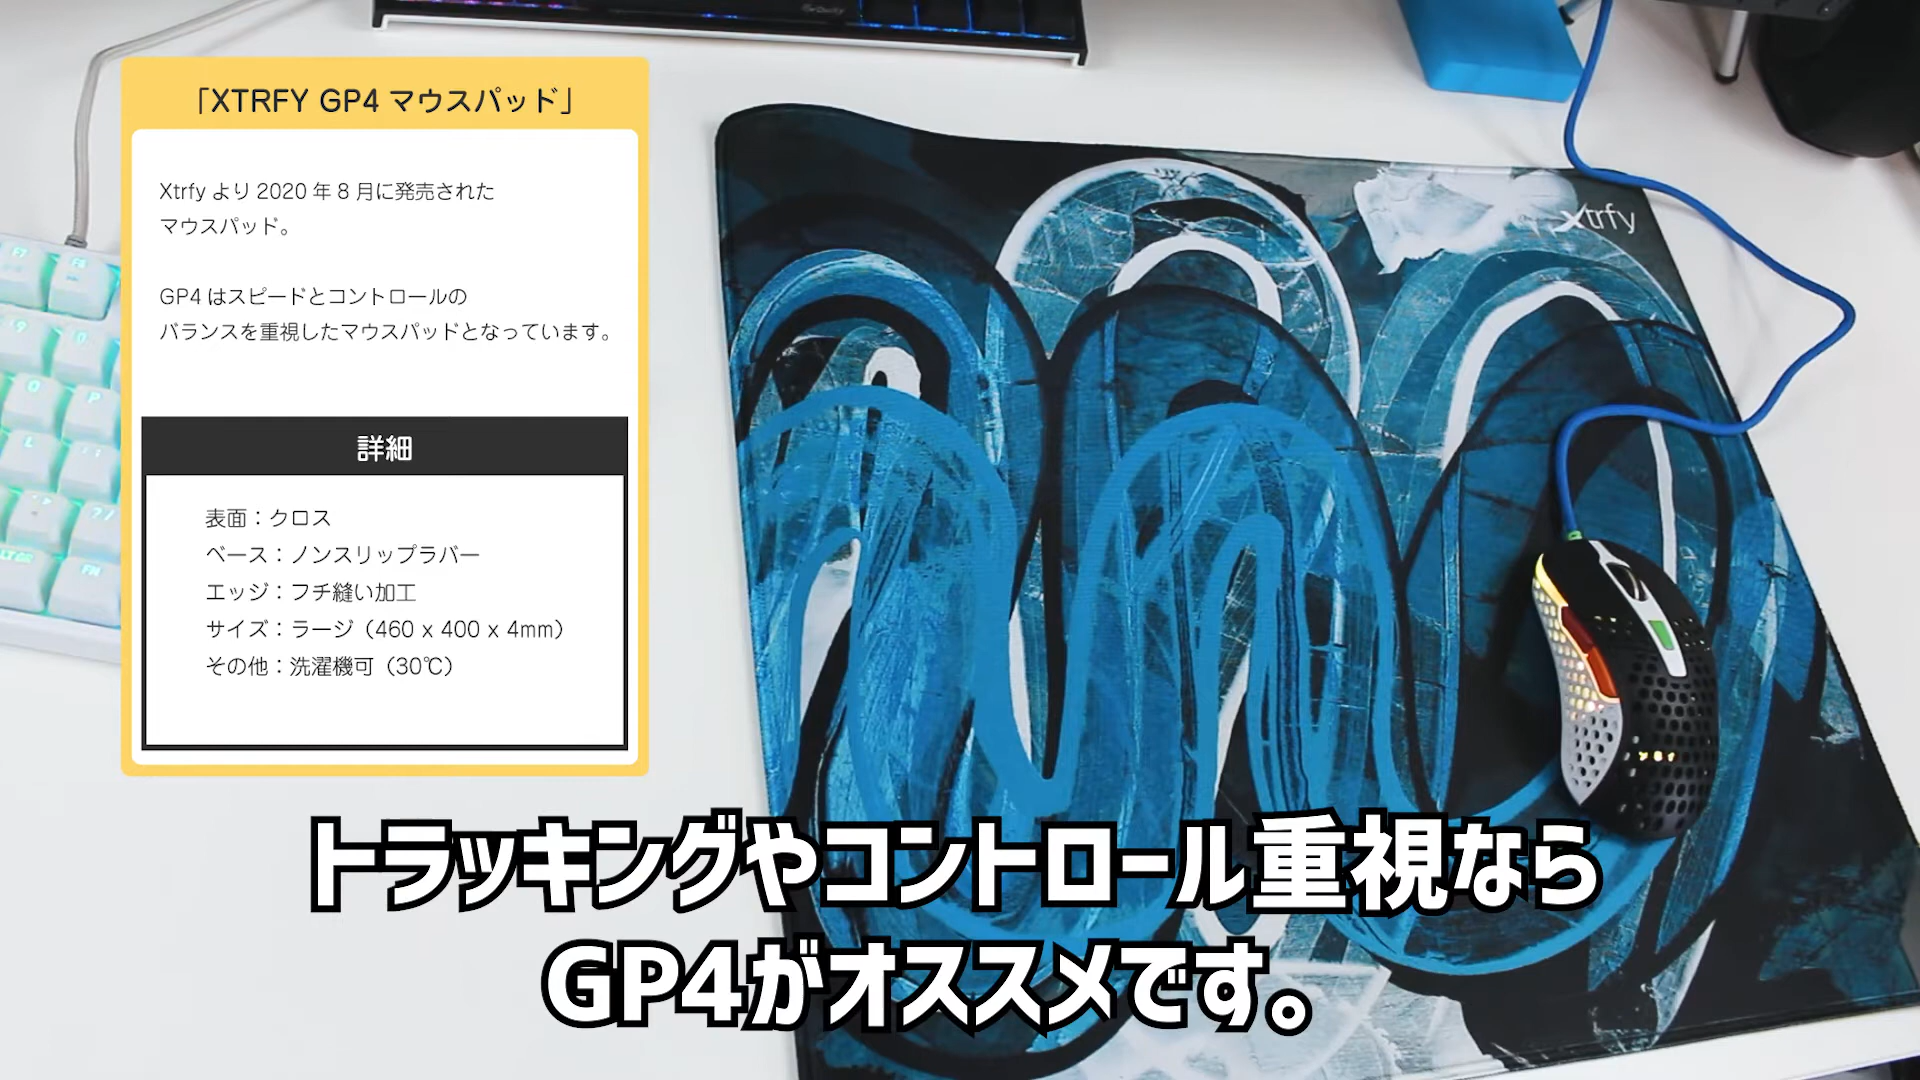 「XTRFY GP4 マウスパッド」
Xtrfy より 2020 年 8 月に発売された
マウスパッド。
GP4 はスピードとコントロールの
バランスを重視したマウスパッドとなっています。
詳細
表面：クロス
ベース：ノンスリップラバー
エッジ：フチ縫い加工
サイズ：ラージ（460 x 400 x 4mm）
その他：洗濯機可（30℃）
xtrfy
F7
F8
O
P
L
FN
トラッキングやコントロール重視なら
GP4がオススメです。